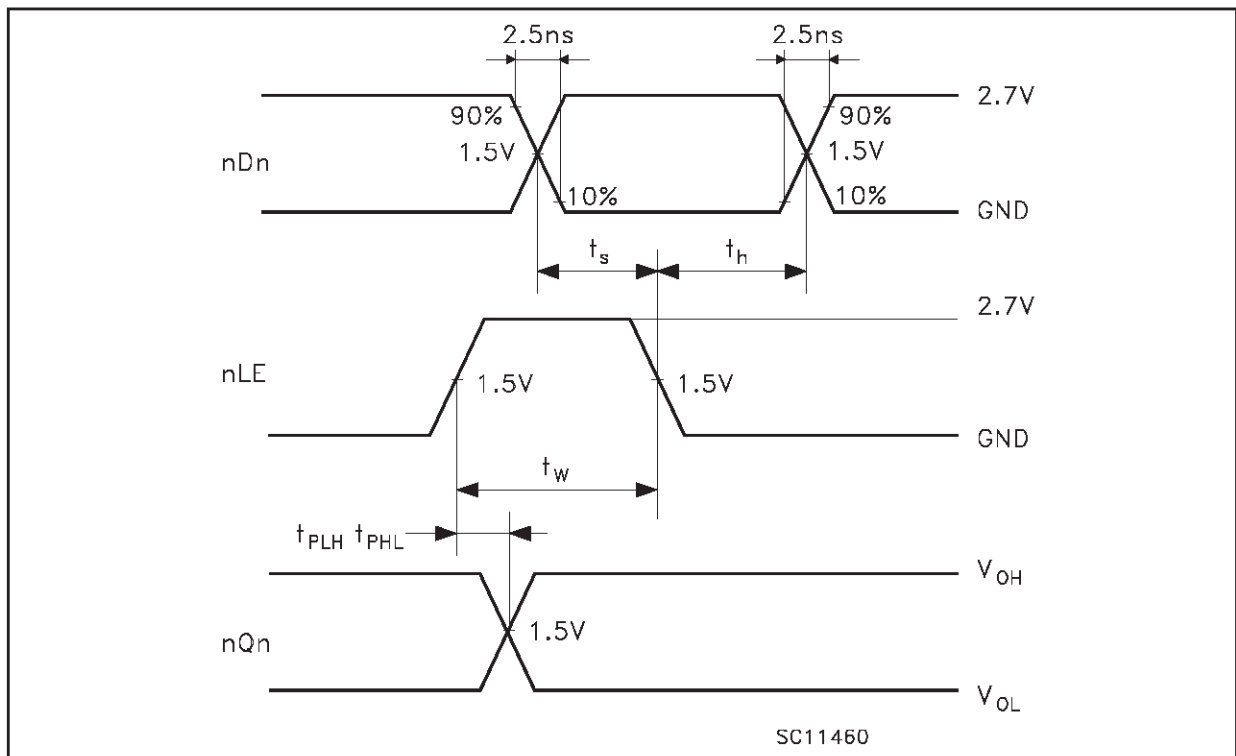 2.5ns 2.5ns
2.7V
90% 90%
nDn 1.5V 1.5V
10% 10%
GND
ts th
2.7V
nLE 1.5V 1.5V
GND
tW
tPLH tPHL
VOH
nQn 1.5V
VOL
SC11460